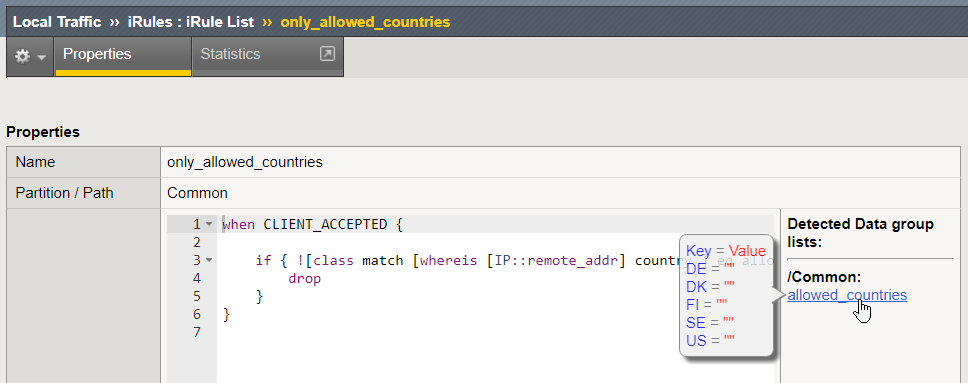 Local Traffic ›› iRules : iRule List ›› only_allowed_countries
Properties Statistics
Properties
Name only_allowed_countries
Partition / Path Common
1 when CLIENT_ACCEPTED {
2
3 if { ![class match [whereis [IP::remote_addr] country
4 drop
5 }
6 }
7
Key = Value
DE = ""
DK = ""
FI = ""
SE = ""
US = ""
Detected Data group
lists:
/Common:
allowed_countries